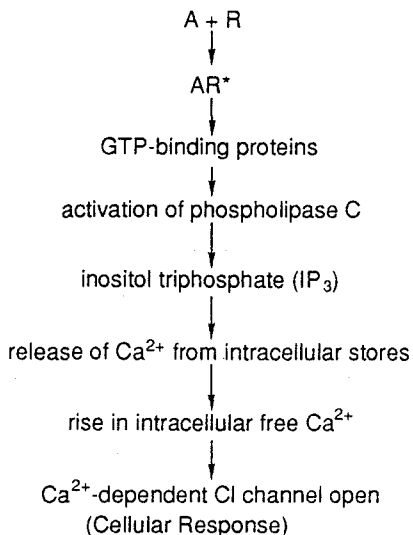 A + R
AR*
GTP-binding proteins
activation of phospholipase C
inositol triphosphate (IP₃)
release of Ca²⁺ from intracellular stores
rise in intracellular free Ca²⁺
Ca²⁺-dependent Cl channel open
(Cellular Response)